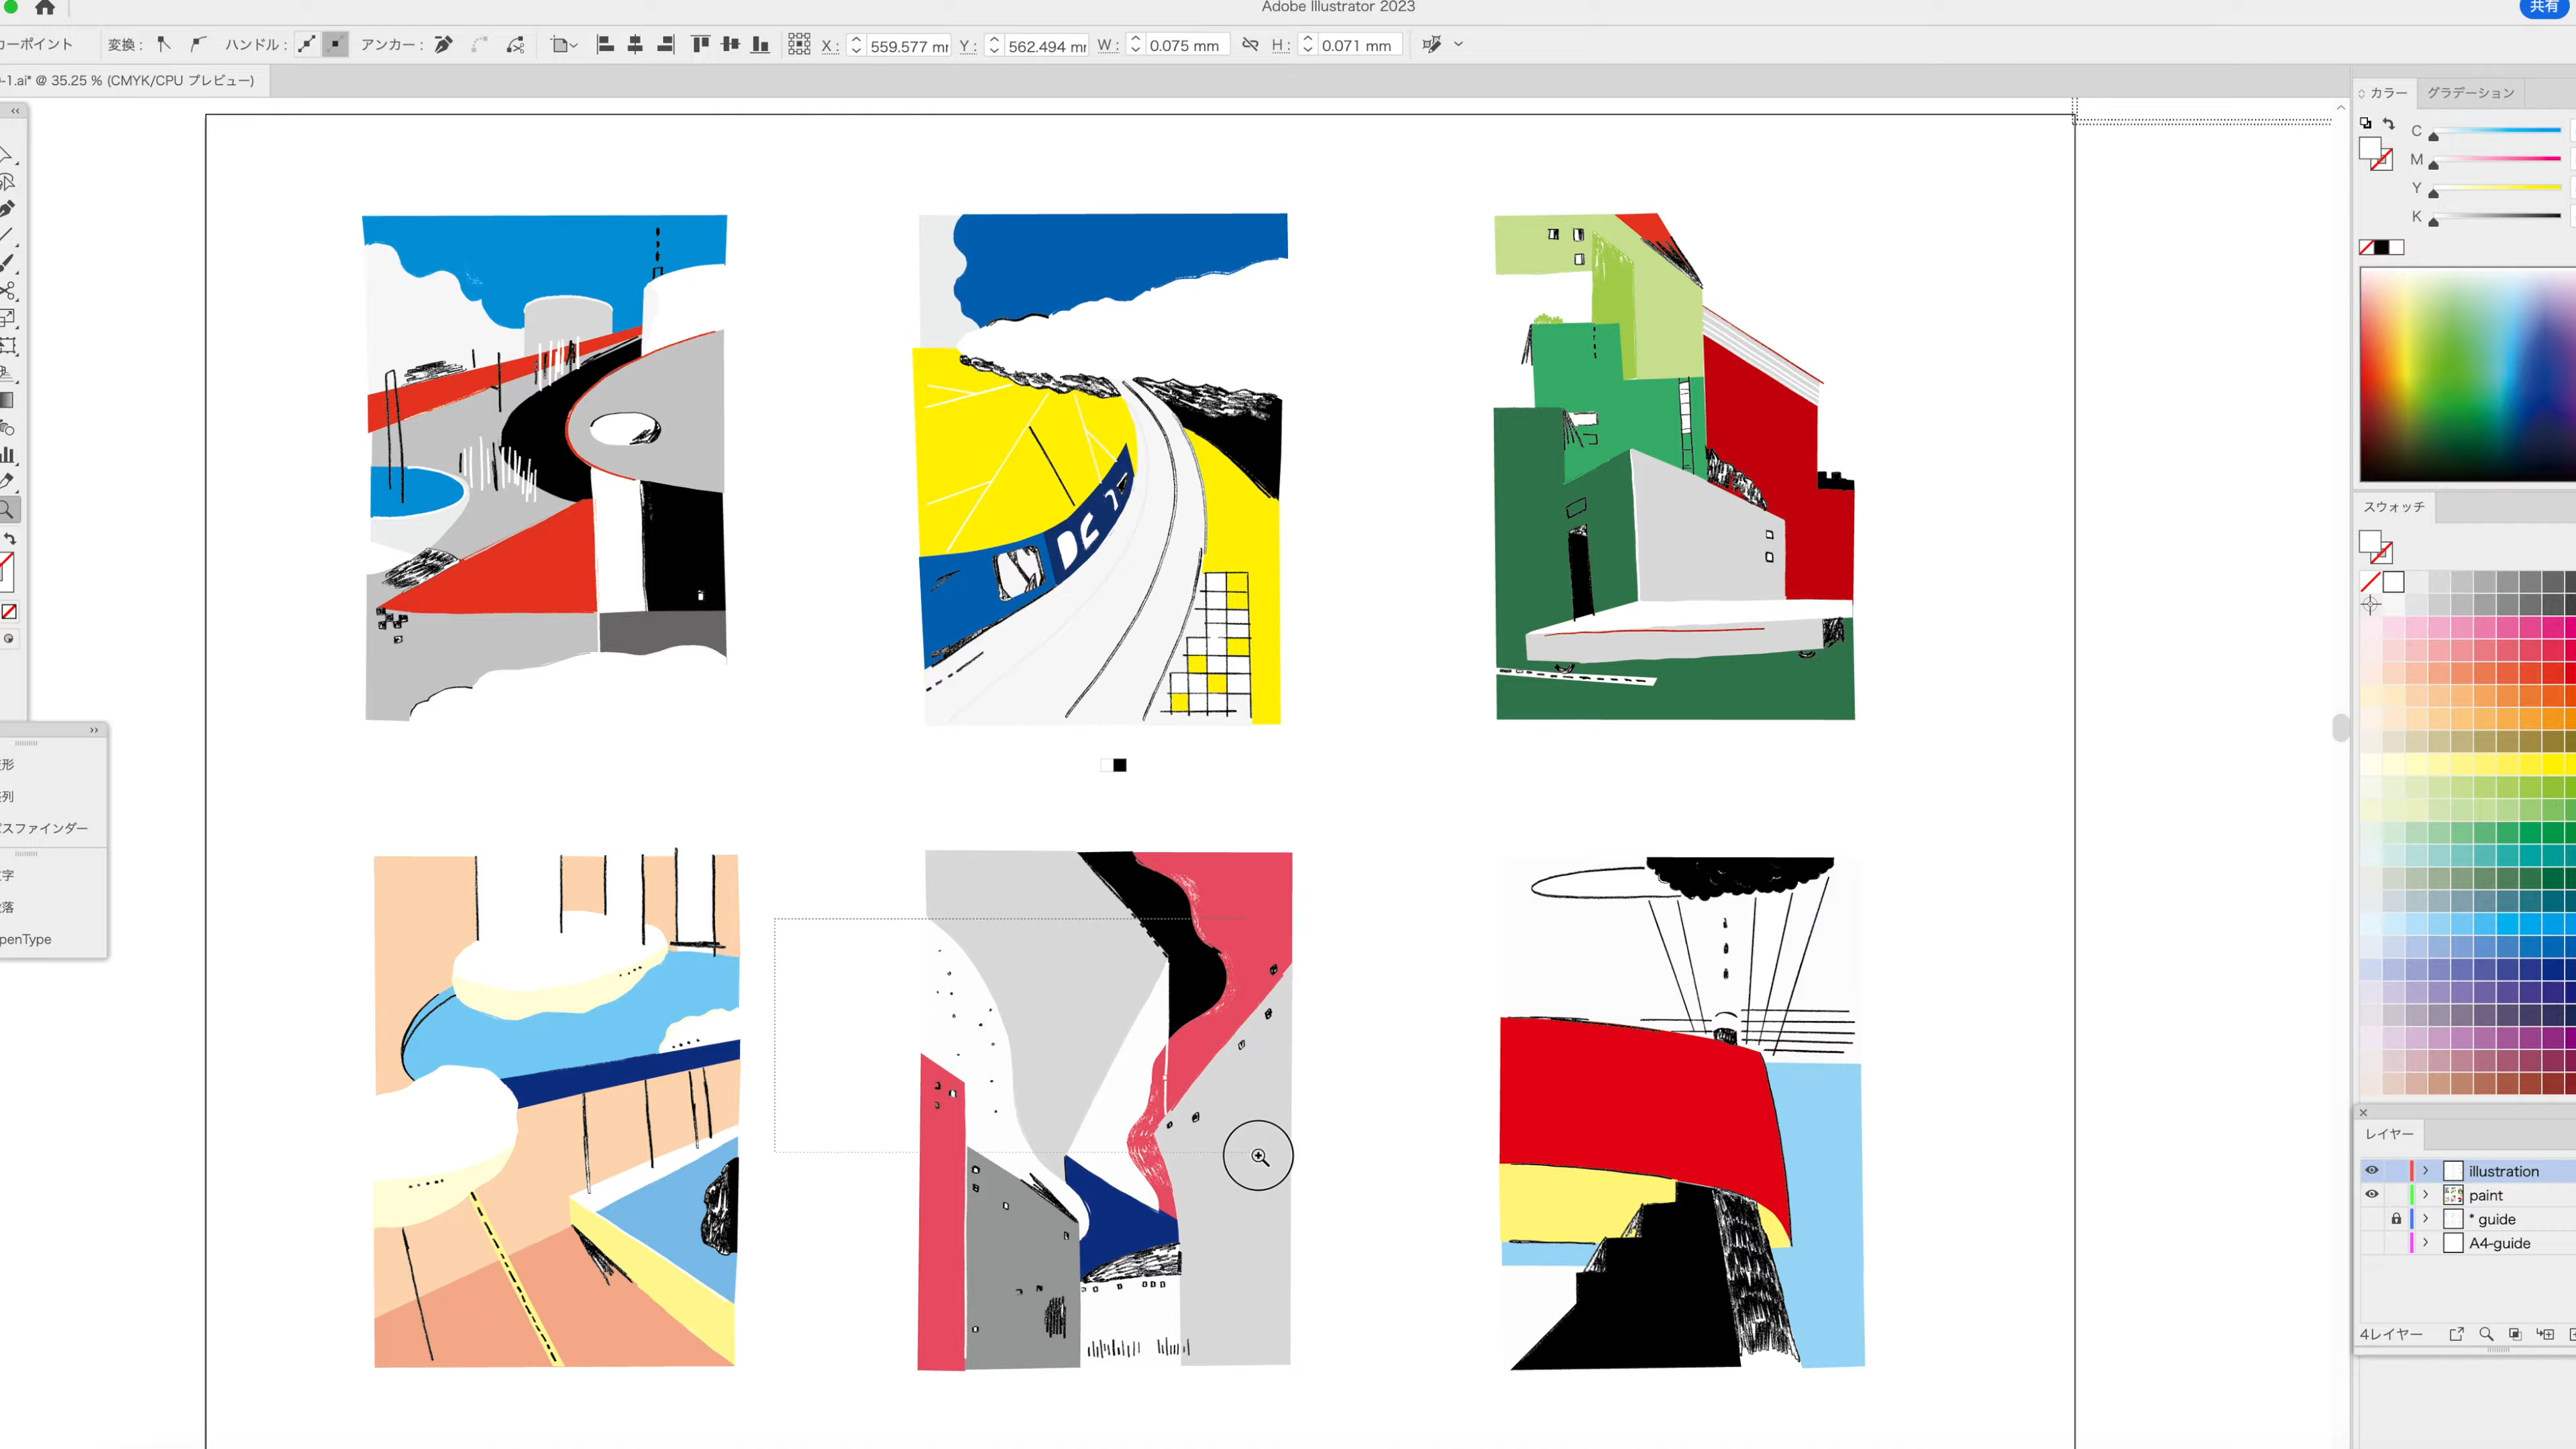 Adobe Illustrator 2023
共有
カーポイント
変換：
ハンドル：
アンカー：
X：
559.577 mr
Y：
562.494 mr
W：
0.075 mm
H：
0.071 mm
-1.ai* @ 35.25 % (CMYK/CPU プレビュー)
カラー
グラデーション
C
M
Y
K
スウォッチ
形
列
スファインダー
字
落
penType
レイヤー
illustration
paint
* guide
A4-guide
4レイヤー